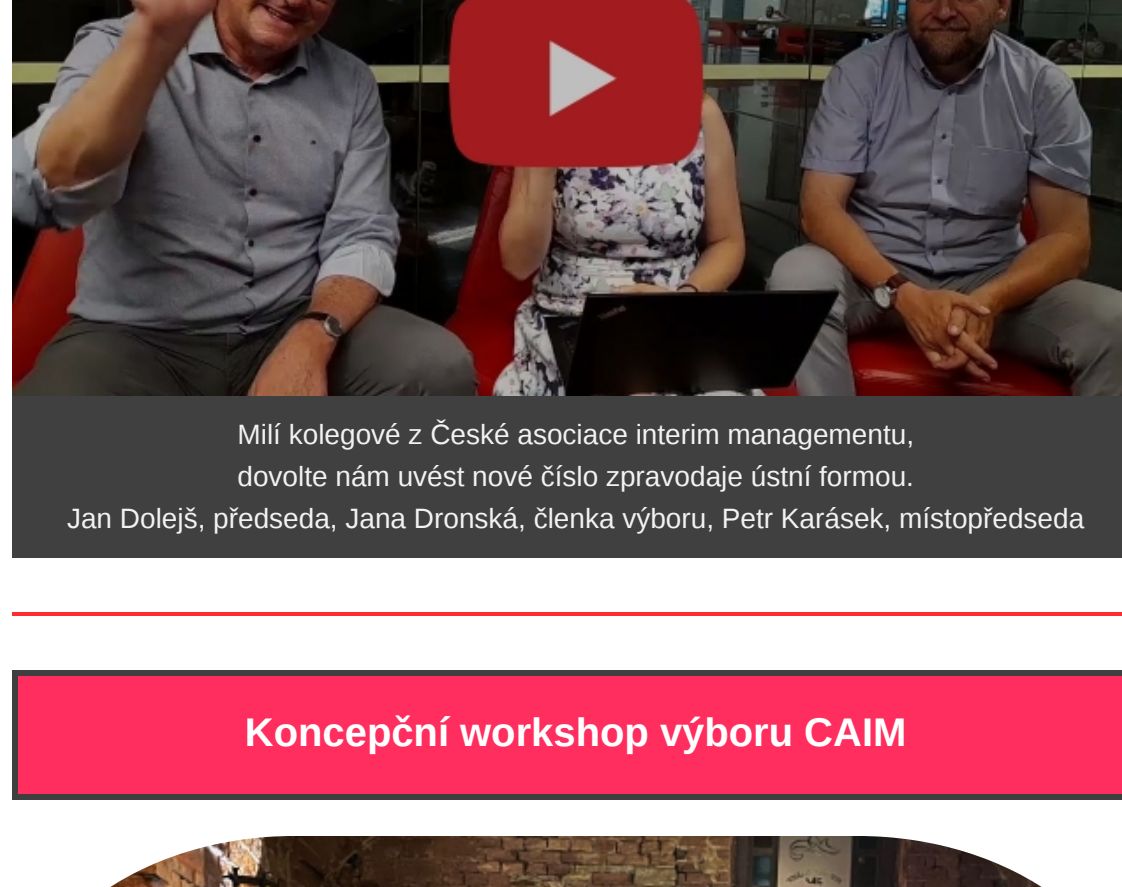 Milí kolegové z České asociace interim managementu,
dovolte nám uvést nové číslo zpravodaje ústní formou.
Jan Dolejš, předseda, Jana Dronská, členka výboru, Petr Karásek, místopředseda
Koncepční workshop výboru CAIM